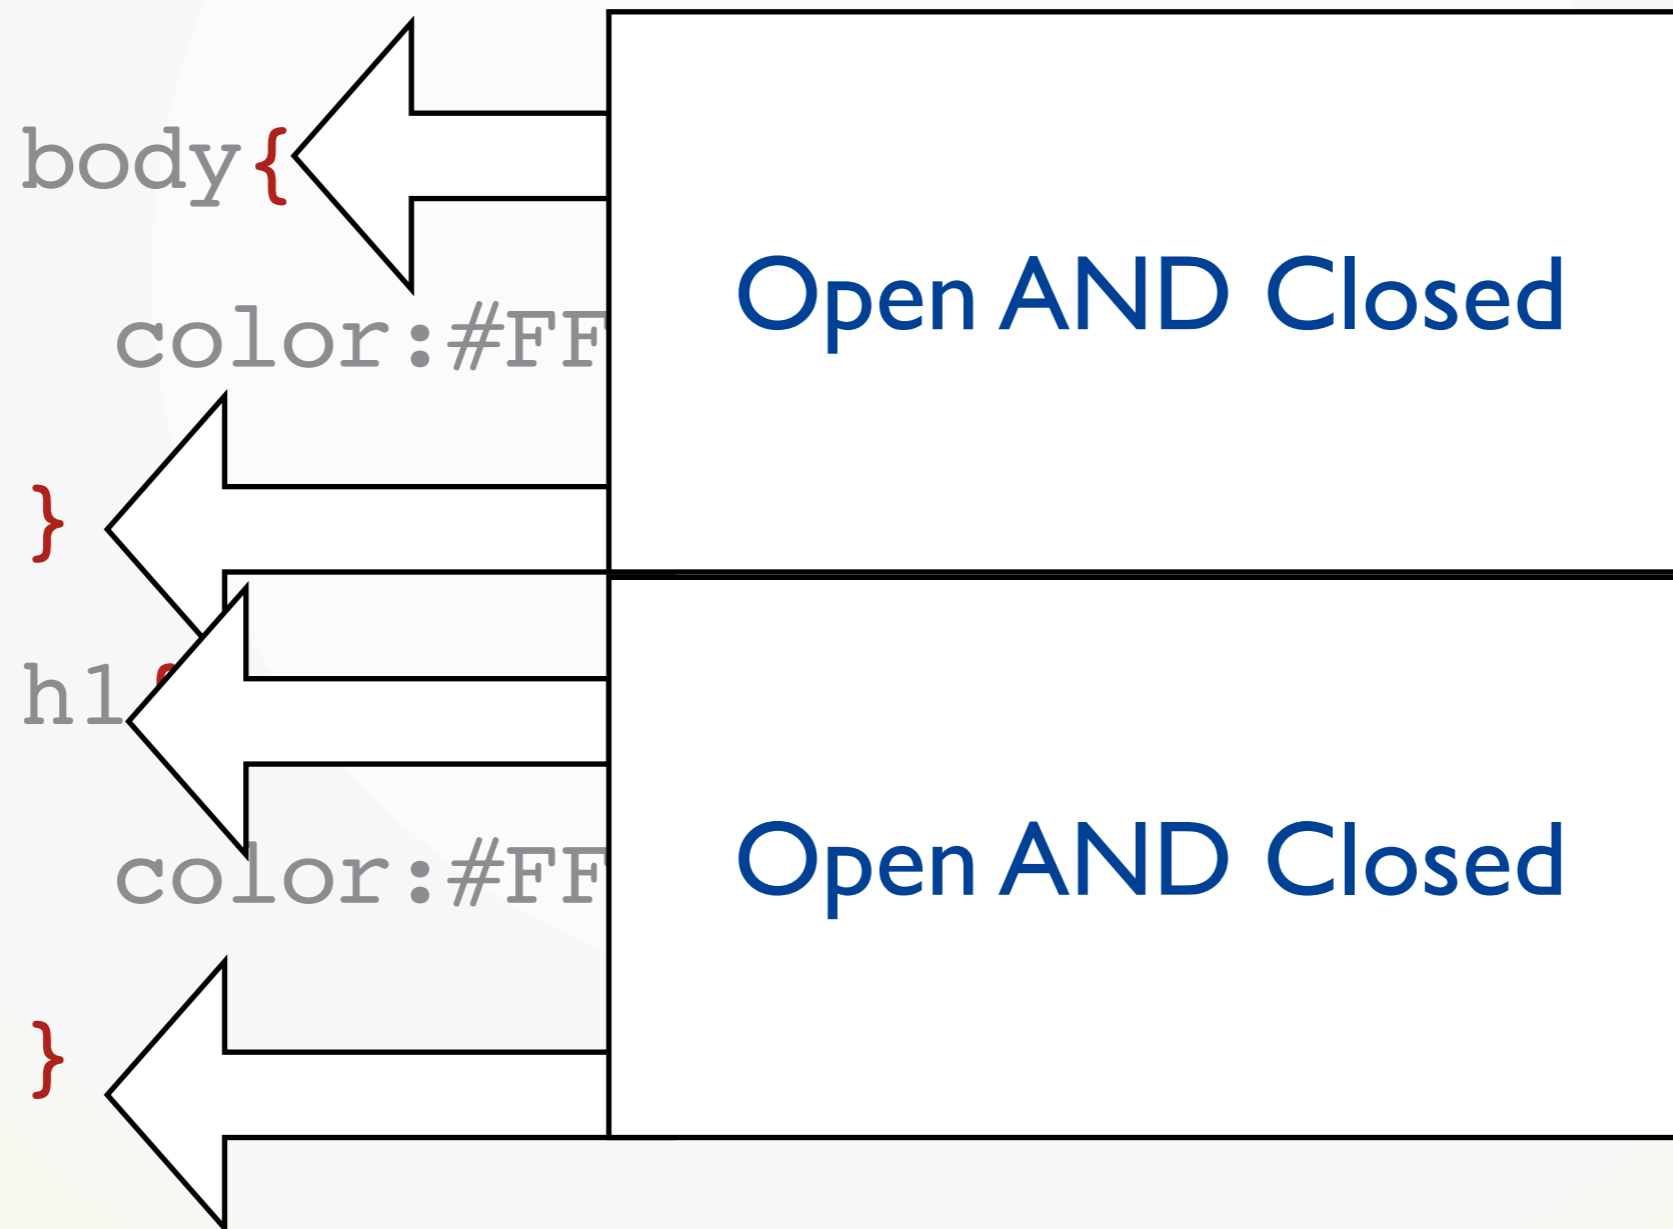 body{
color:#FF
}
Open AND Closed
h1{
color:#FF
}
Open AND Closed